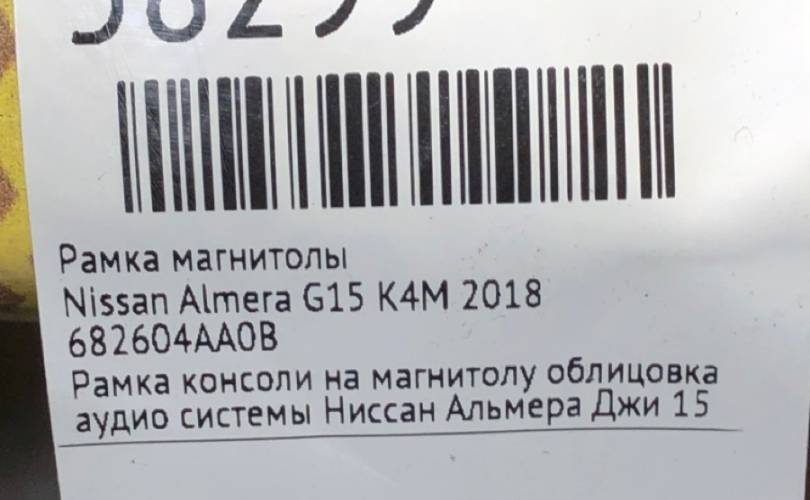 Рамка магнитолы
Nissan Almera G15 K4M 2018
682604AA0B
Рамка консоли на магнитолу облицовка
аудио системы Ниссан Альмера Джи 15